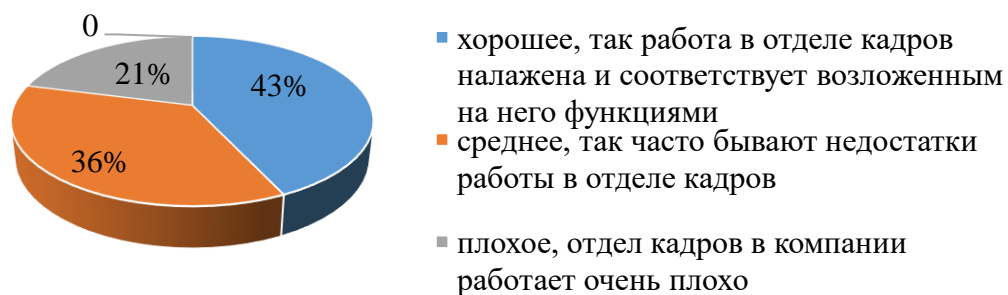 0
21%
43%
36%
хорошее, так работа в отделе кадров
налажена и соответствует возложенным
на него функциями
среднее, так часто бывают недостатки
работы в отделе кадров
плохое, отдел кадров в компании
работает очень плохо